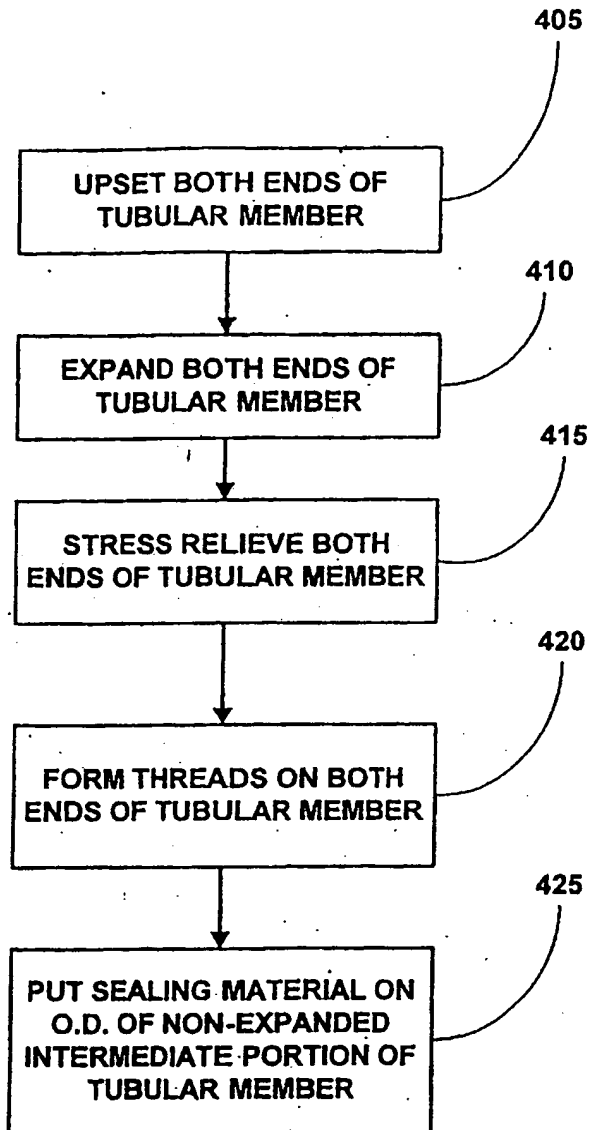 405
UPSET BOTH ENDS OF
TUBULAR MEMBER
410
EXPAND BOTH ENDS OF
TUBULAR MEMBER
415
STRESS RELIEVE BOTH
ENDS OF TUBULAR MEMBER
420
FORM THREADS ON BOTH
ENDS OF TUBULAR MEMBER
425
PUT SEALING MATERIAL ON
O.D. OF NON-EXPANDED
INTERMEDIATE PORTION OF
TUBULAR MEMBER